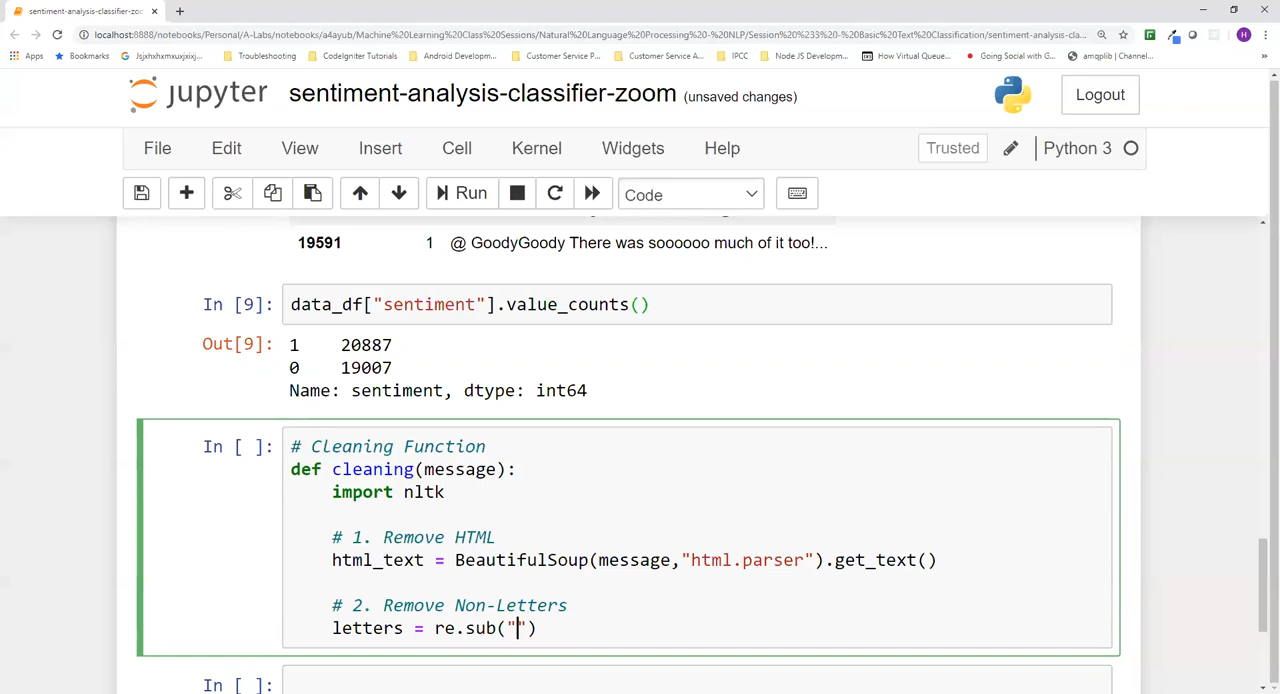 sentiment-analysis-classifier-zoo
localhost:8888/notebooks/Personal/A-Labs/notebooks/a4ayub/Machine%20Learning%20Class%20Sessions/Natural%20Language%20Processing%20-%20NLP/Session%20%233%20-%20Basic%20Text%20Classification/sentiment-analysis-cla...
Apps Bookmarks Jsjxhshxmxuxjxixj... Troubleshooting CodeIgniter Tutorials Android Developm... Customer Service P... Customer Service A... IPCC Node JS Developm... How Virtual Queue... Going Social with G... amqplib | Channel... »
H
jupyter sentiment-analysis-classifier-zoom (unsaved changes) Logout
File Edit View Insert Cell Kernel Widgets Help Trusted Python 3
Run Code
19591 1 @ GoodyGoody There was soooooo much of it too!...
In [9]: data_df["sentiment"].value_counts()
Out[9]: 1 20887
0 19007
Name: sentiment, dtype: int64
In [ ]: # Cleaning Function
def cleaning(message):
import nltk
# 1. Remove HTML
html_text = BeautifulSoup(message,"html.parser").get_text()
# 2. Remove Non-Letters
letters = re.sub("")
In [ ]: